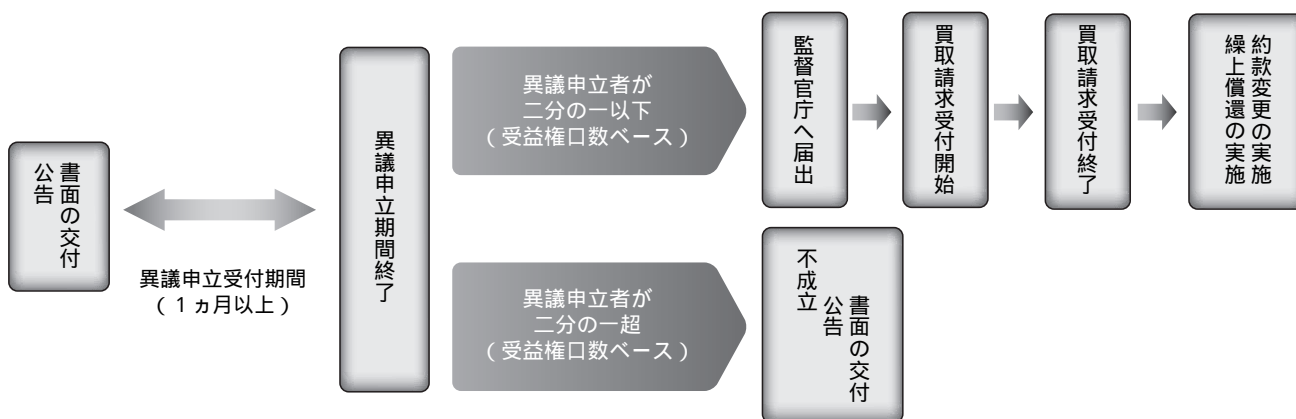 書面の交付
公告
異議申立受付期間
（１ヵ月以上）
異議申立期間終了
異議申立者が
二分の一以下
（受益権口数ベース）
監督官庁へ届出
買取請求受付開始
買取請求受付終了
約款変更の実施
繰上償還の実施
異議申立者が
二分の一超
（受益権口数ベース）
書面の交付
公告
不成立